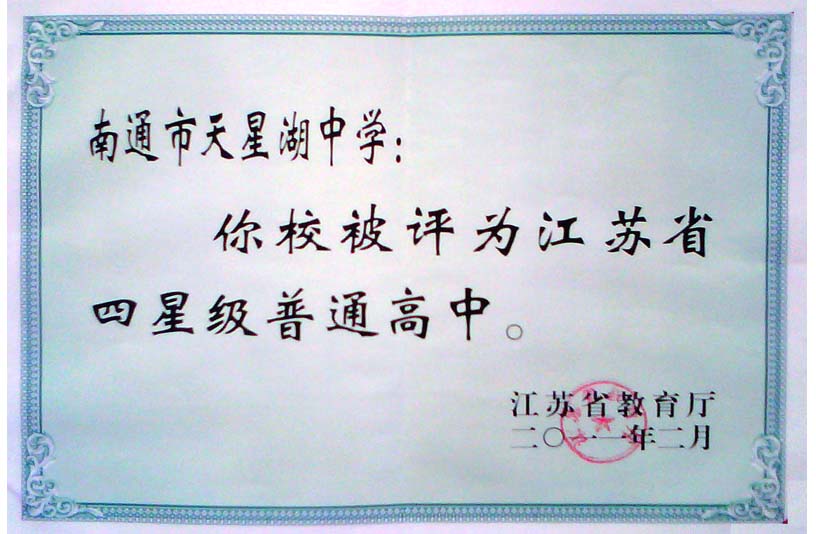 南通市天星湖中学：
你校被评为江苏省
四星级普通高中。
江苏省教育厅
二〇一一年二月